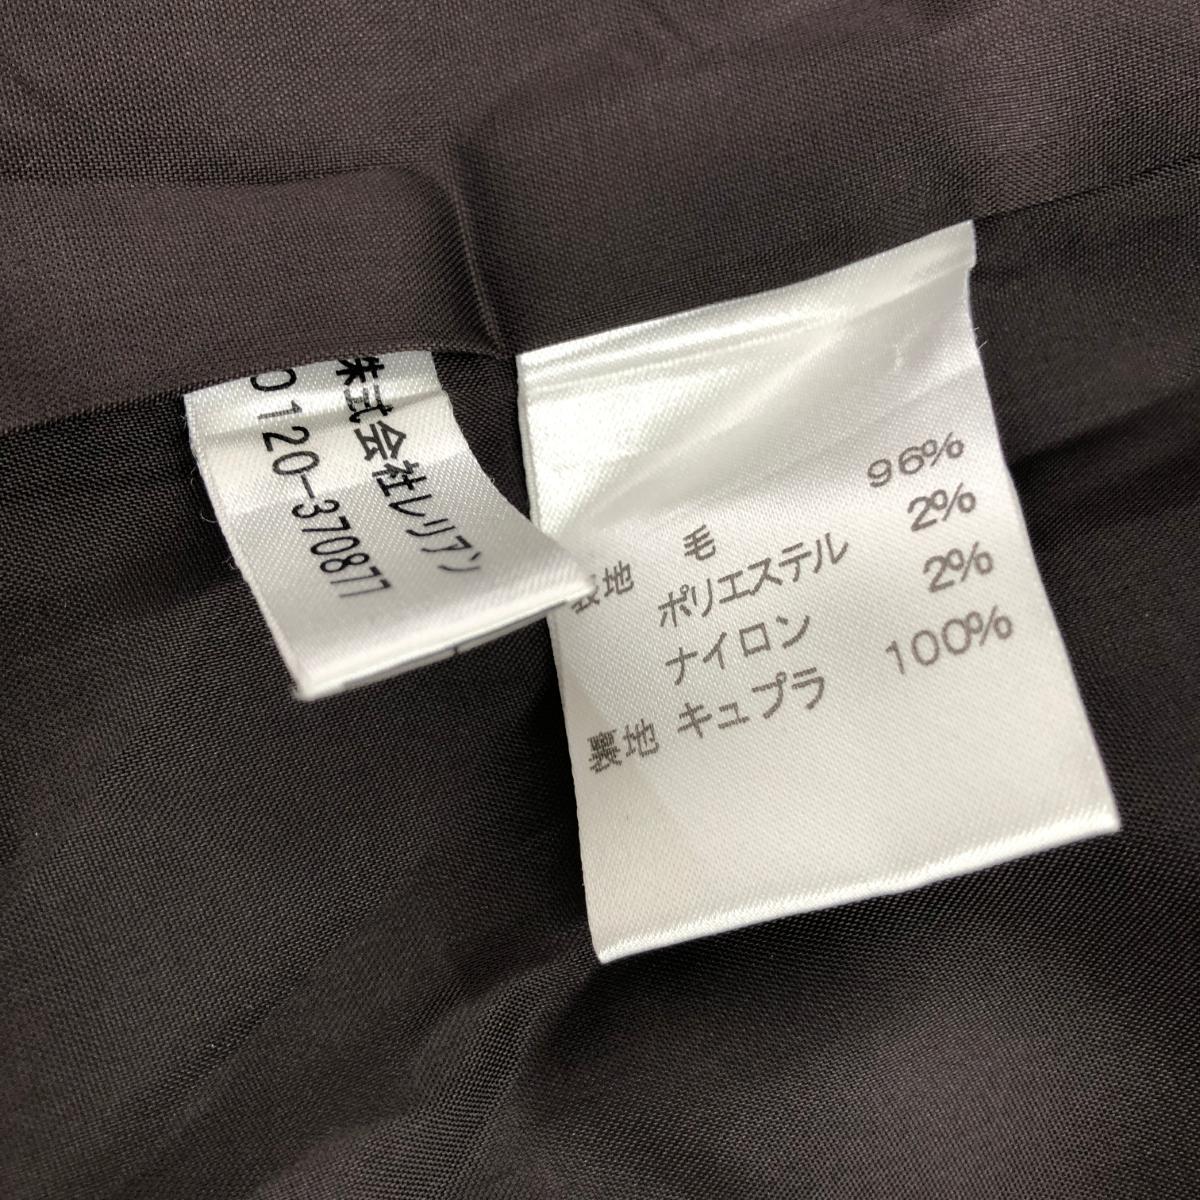 株式会社レリアン
0120-370877
表地 毛 96%
ポリエステル 2%
ナイロン 2%
裏地 キュプラ 100%